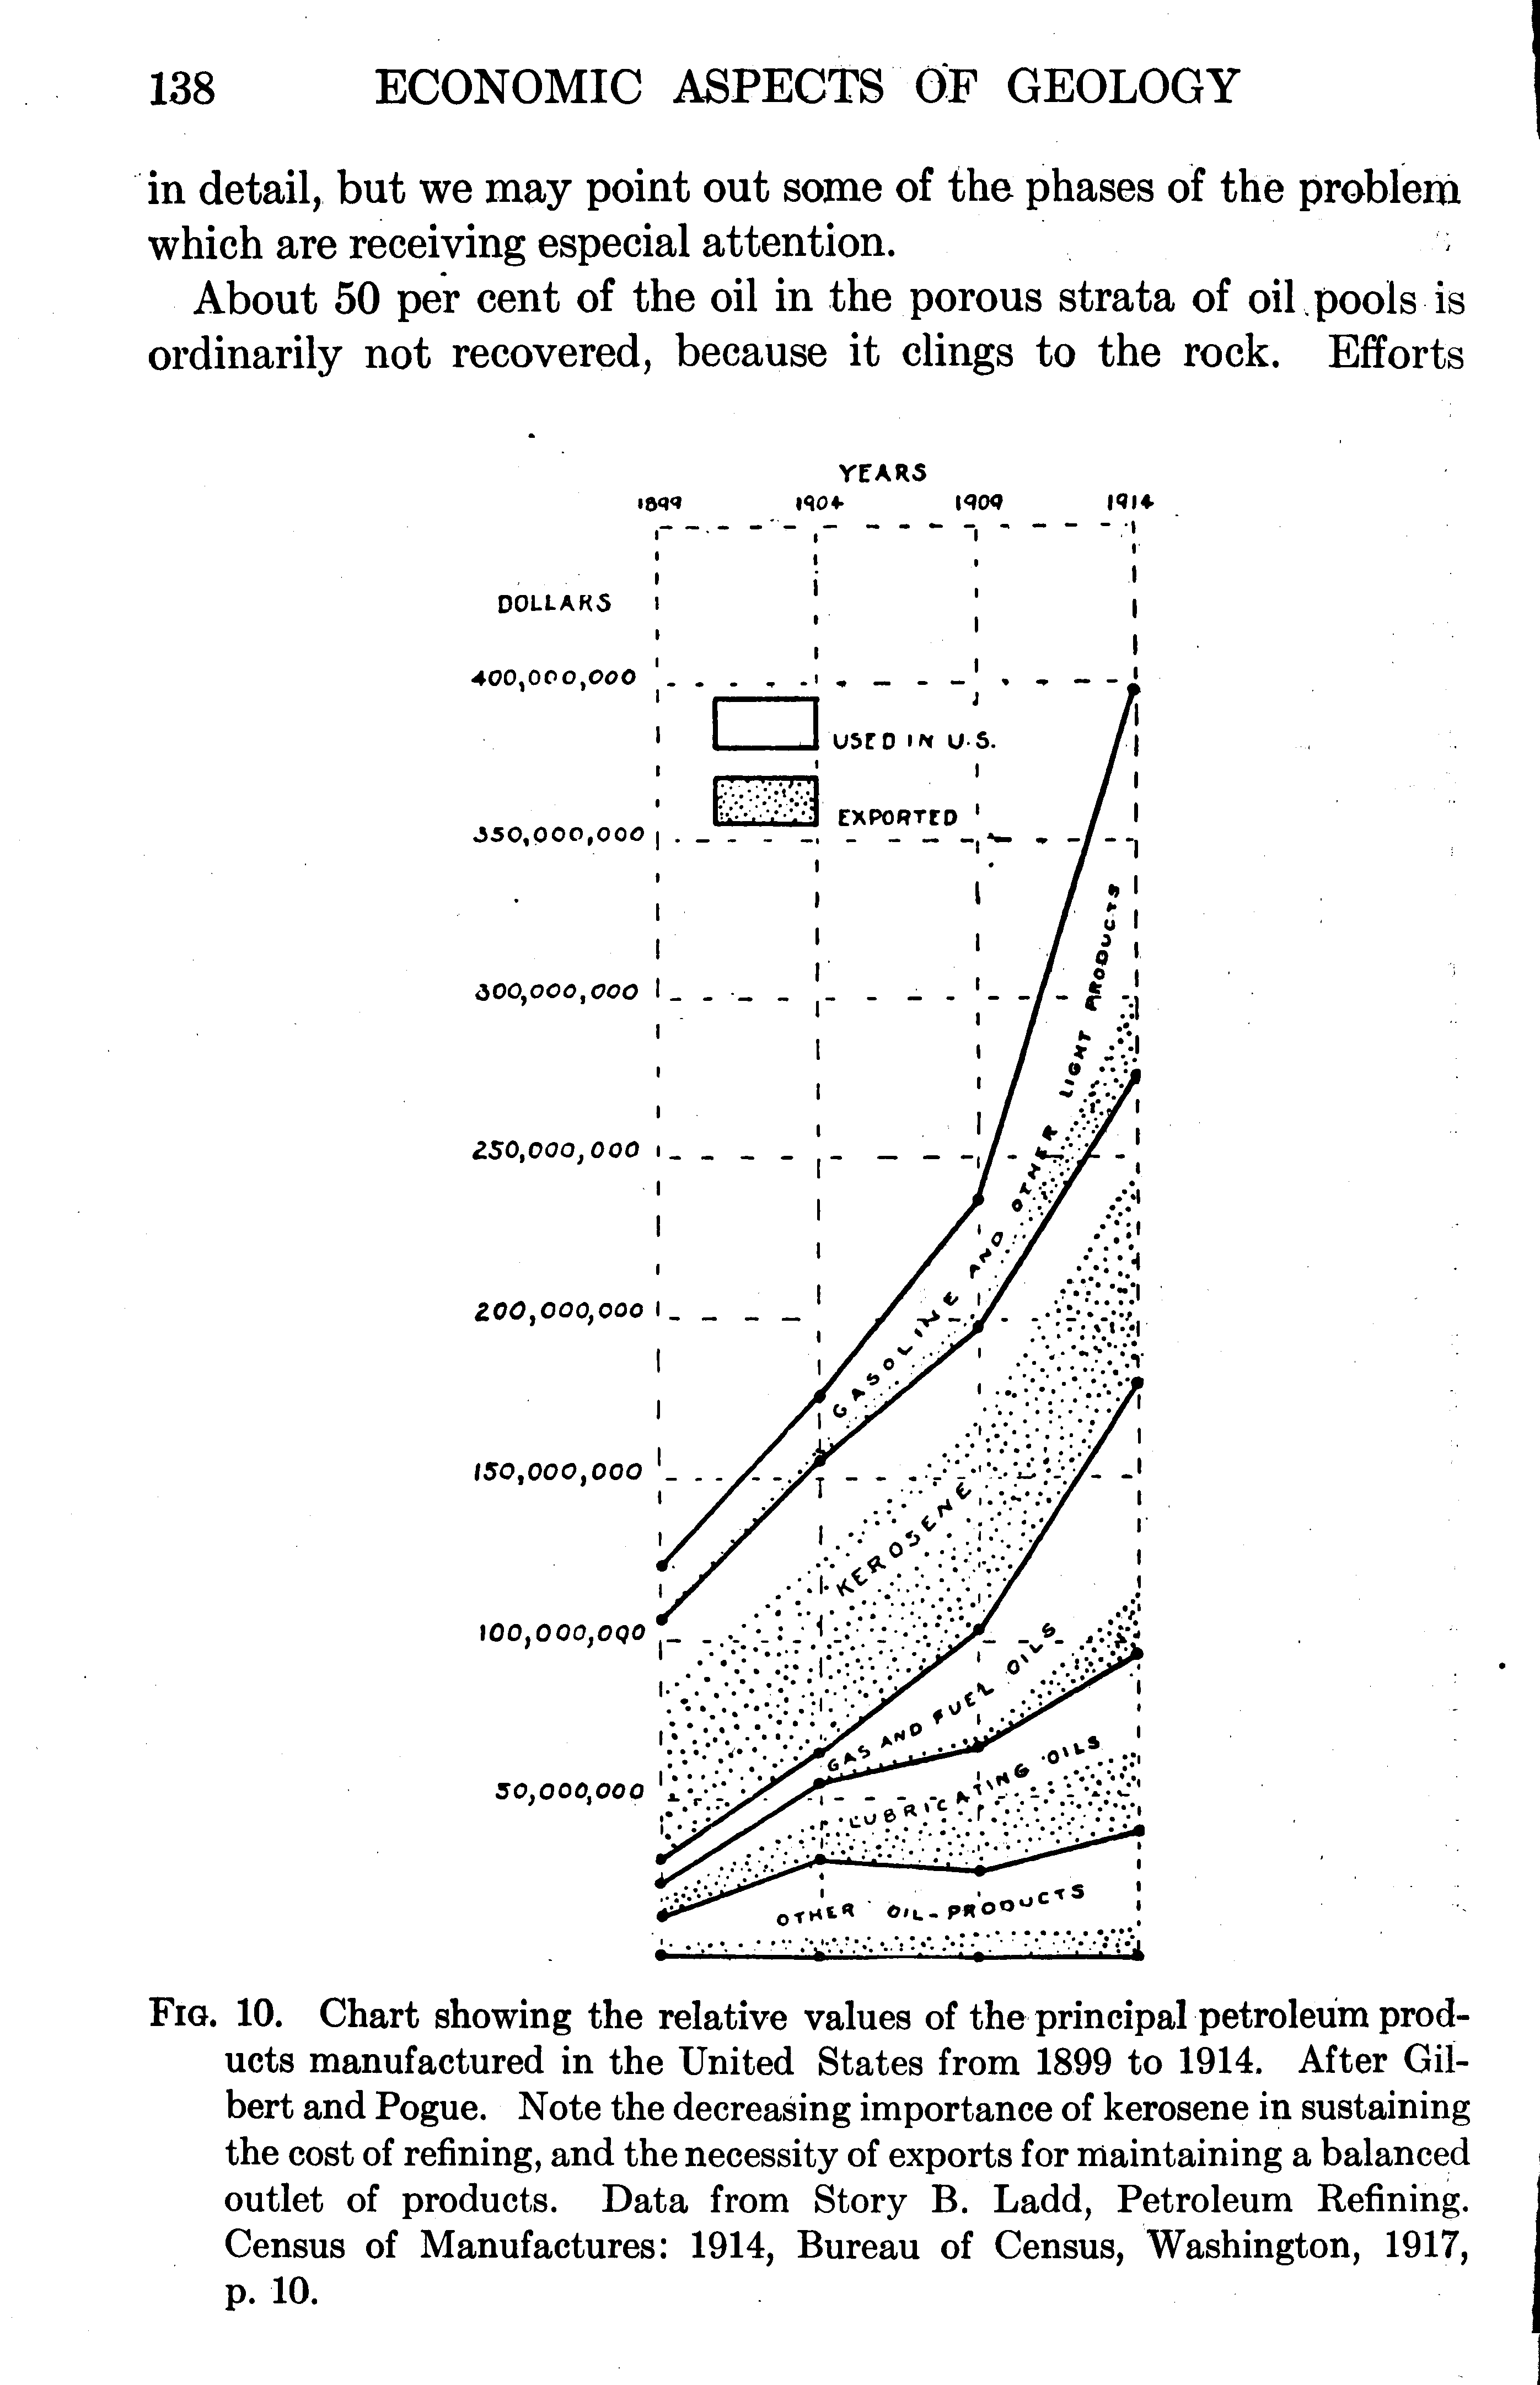 138 ECONOMIC ASPECTS OF GEOLOGY
in detail, but we may point out some of the phases of the problem
which are receiving especial attention.
About 50 per cent of the oil in the porous strata of oil pools is
ordinarily not recovered, because it clings to the rock. Efforts
YEARS
1899 1904 1909 1914
DOLLARS
400,000,000
USED IN U.S.
EXPORTED
350,000,000
300,000,000
250,000,000
200,000,000
150,000,000
100,000,000
50,000,000
GASOLINE AND OTHER LIGHT PRODUCTS
KEROSENE
GAS AND FUEL OILS
LUBRICATING OILS
OTHER OIL-PRODUCTS
FIG. 10. Chart showing the relative values of the principal petroleum prod-
ucts manufactured in the United States from 1899 to 1914. After Gil-
bert and Pogue. Note the decreasing importance of kerosene in sustaining
the cost of refining, and the necessity of exports for maintaining a balanced
outlet of products. Data from Story B. Ladd, Petroleum Refining.
Census of Manufactures: 1914, Bureau of Census, Washington, 1917,
p. 10.